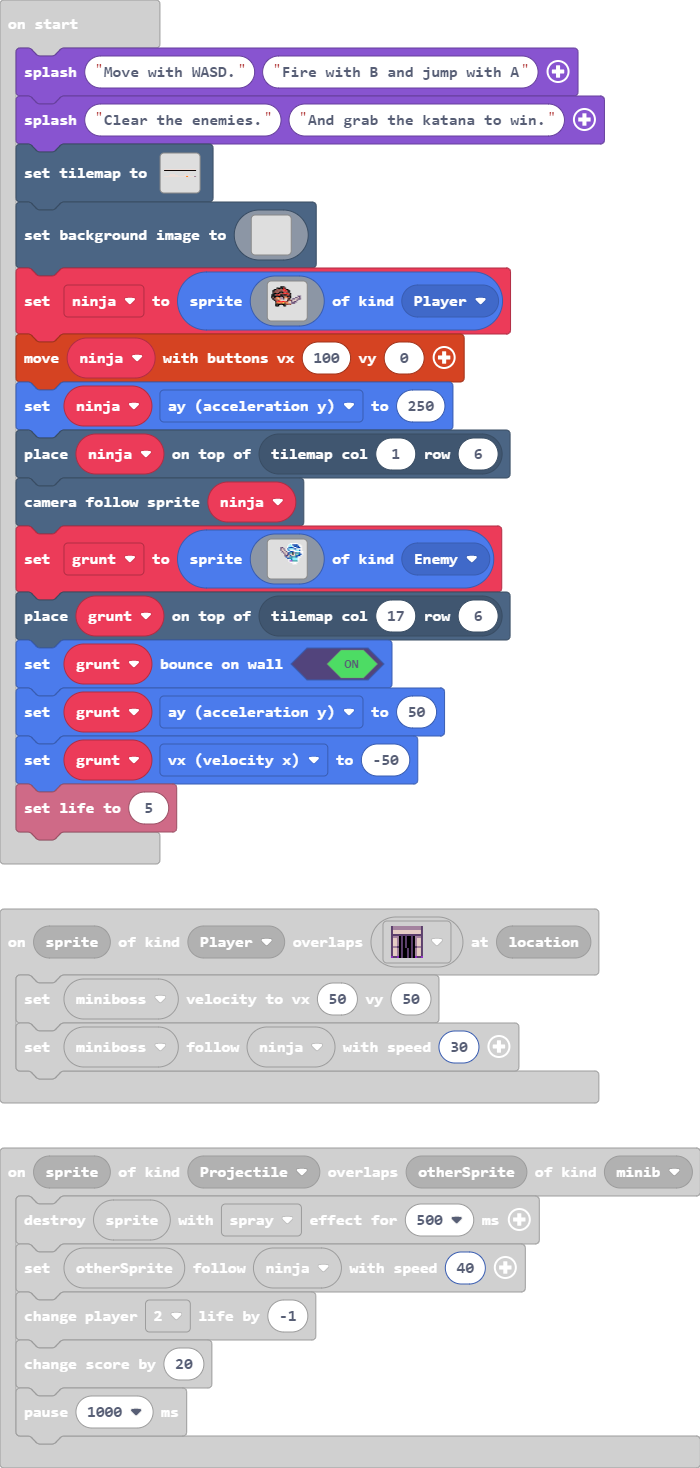 on start
splash "Move with WASD." "Fire with B and jump with A"
splash "Clear the enemies." "And grab the katana to win."
set tilemap to
set background image to
set ninja to sprite of kind Player
move ninja with buttons vx 100 vy 0
set ninja ay (acceleration y) to 250
place ninja on top of tilemap col 1 row 6
camera follow sprite ninja
set grunt to sprite of kind Enemy
place grunt on top of tilemap col 17 row 6
set grunt bounce on wall ON
set grunt ay (acceleration y) to 50
set grunt vx (velocity x) to -50
set life to 5
on sprite of kind Player overlaps at location
set miniboss velocity to vx 50 vy 50
set miniboss follow ninja with speed 30
on sprite of kind Projectile overlaps otherSprite of kind minib
destroy sprite with spray effect for 500 ms
set otherSprite follow ninja with speed 40
change player 2 life by -1
change score by 20
pause 1000 ms